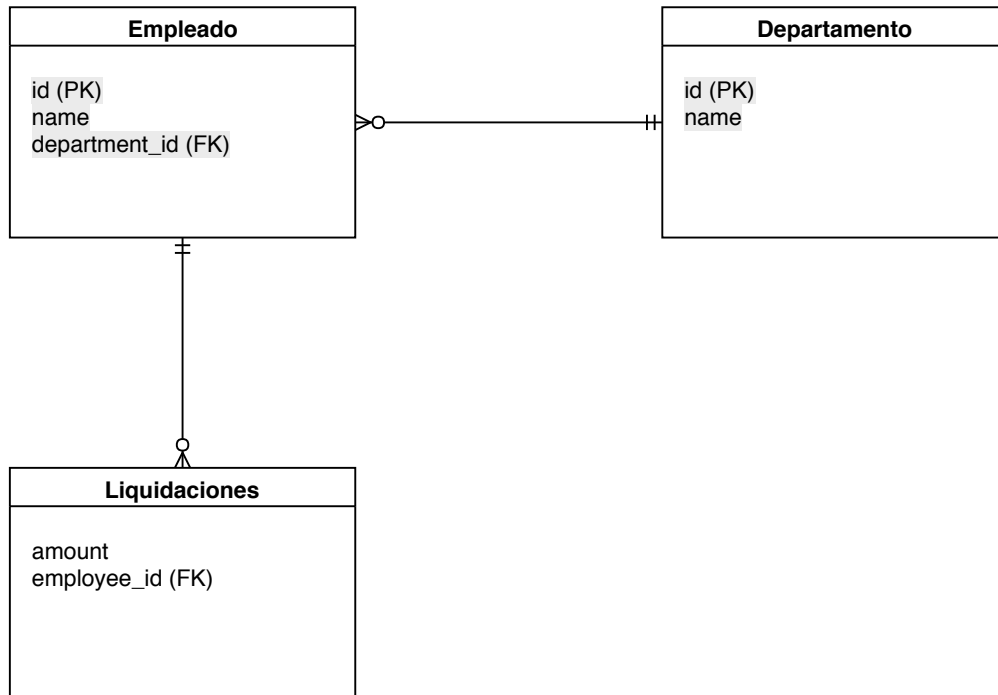 Empleado
id (PK)
name
department_id (FK)
Departamento
id (PK)
name
Liquidaciones
amount
employee_id (FK)